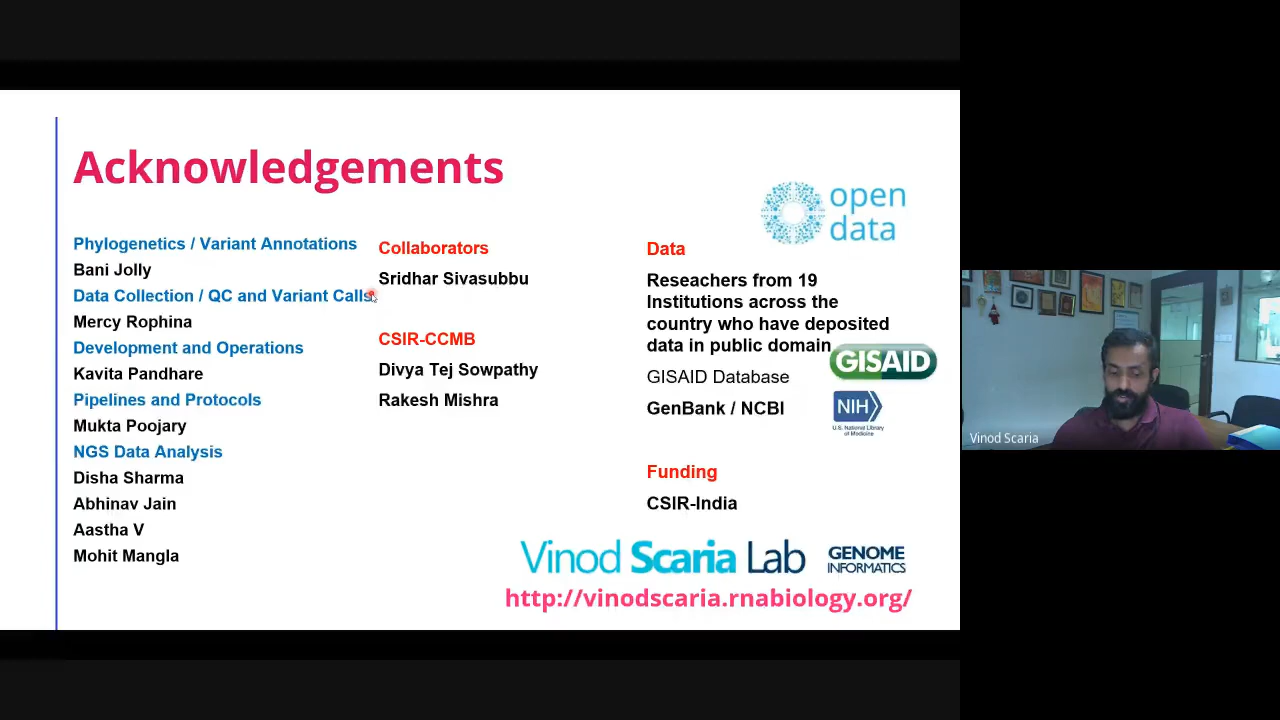 Acknowledgements
Phylogenetics / Variant Annotations
Bani Jolly
Data Collection / QC and Variant Calls
Mercy Rophina
Development and Operations
Kavita Pandhare
Pipelines and Protocols
Mukta Poojary
NGS Data Analysis
Disha Sharma
Abhinav Jain
Aastha V
Mohit Mangla
Collaborators
Sridhar Sivasubbu
CSIR-CCMB
Divya Tej Sowpathy
Rakesh Mishra
open
data
Data
Reseachers from 19
Institutions across the
country who have deposited
data in public domain
GISAID
GISAID Database
GenBank / NCBI
NIH
U.S. National Library
of Medicine
Funding
CSIR-India
Vinod Scaria Lab
GENOME
INFORMATICS
http://vinodscaria.rnabiology.org/
Vinod Scaria